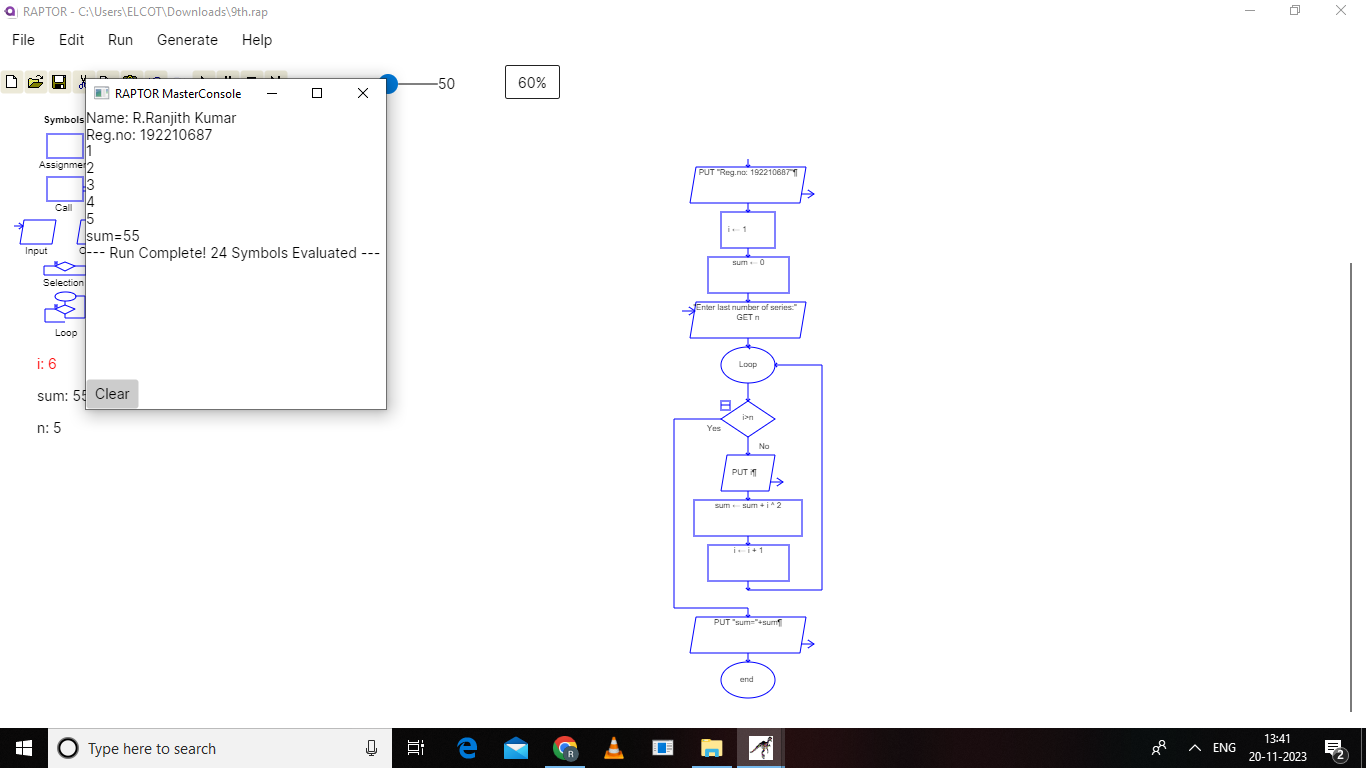 RAPTOR - C:\Users\ELCOT\Downloads\9th.rap
File Edit Run Generate Help
50
60%
RAPTOR MasterConsole
Name: R.Ranjith Kumar
Reg.no: 192210687
1
2
3
4
5
sum=55
--- Run Complete! 24 Symbols Evaluated ---
Clear
Symbols
Assignmen
Call
Input
Selection
Loop
i: 6
sum: 55
n: 5
PUT "Reg.no: 192210687"¶
i ← 1
sum ← 0
"Enter last number of series:"
GET n
Loop
i>n
Yes
No
PUT i¶
sum ← sum + i ^ 2
i ← i + 1
PUT "sum="+sum¶
end
Type here to search
R
ENG
13:41
20-11-2023
2